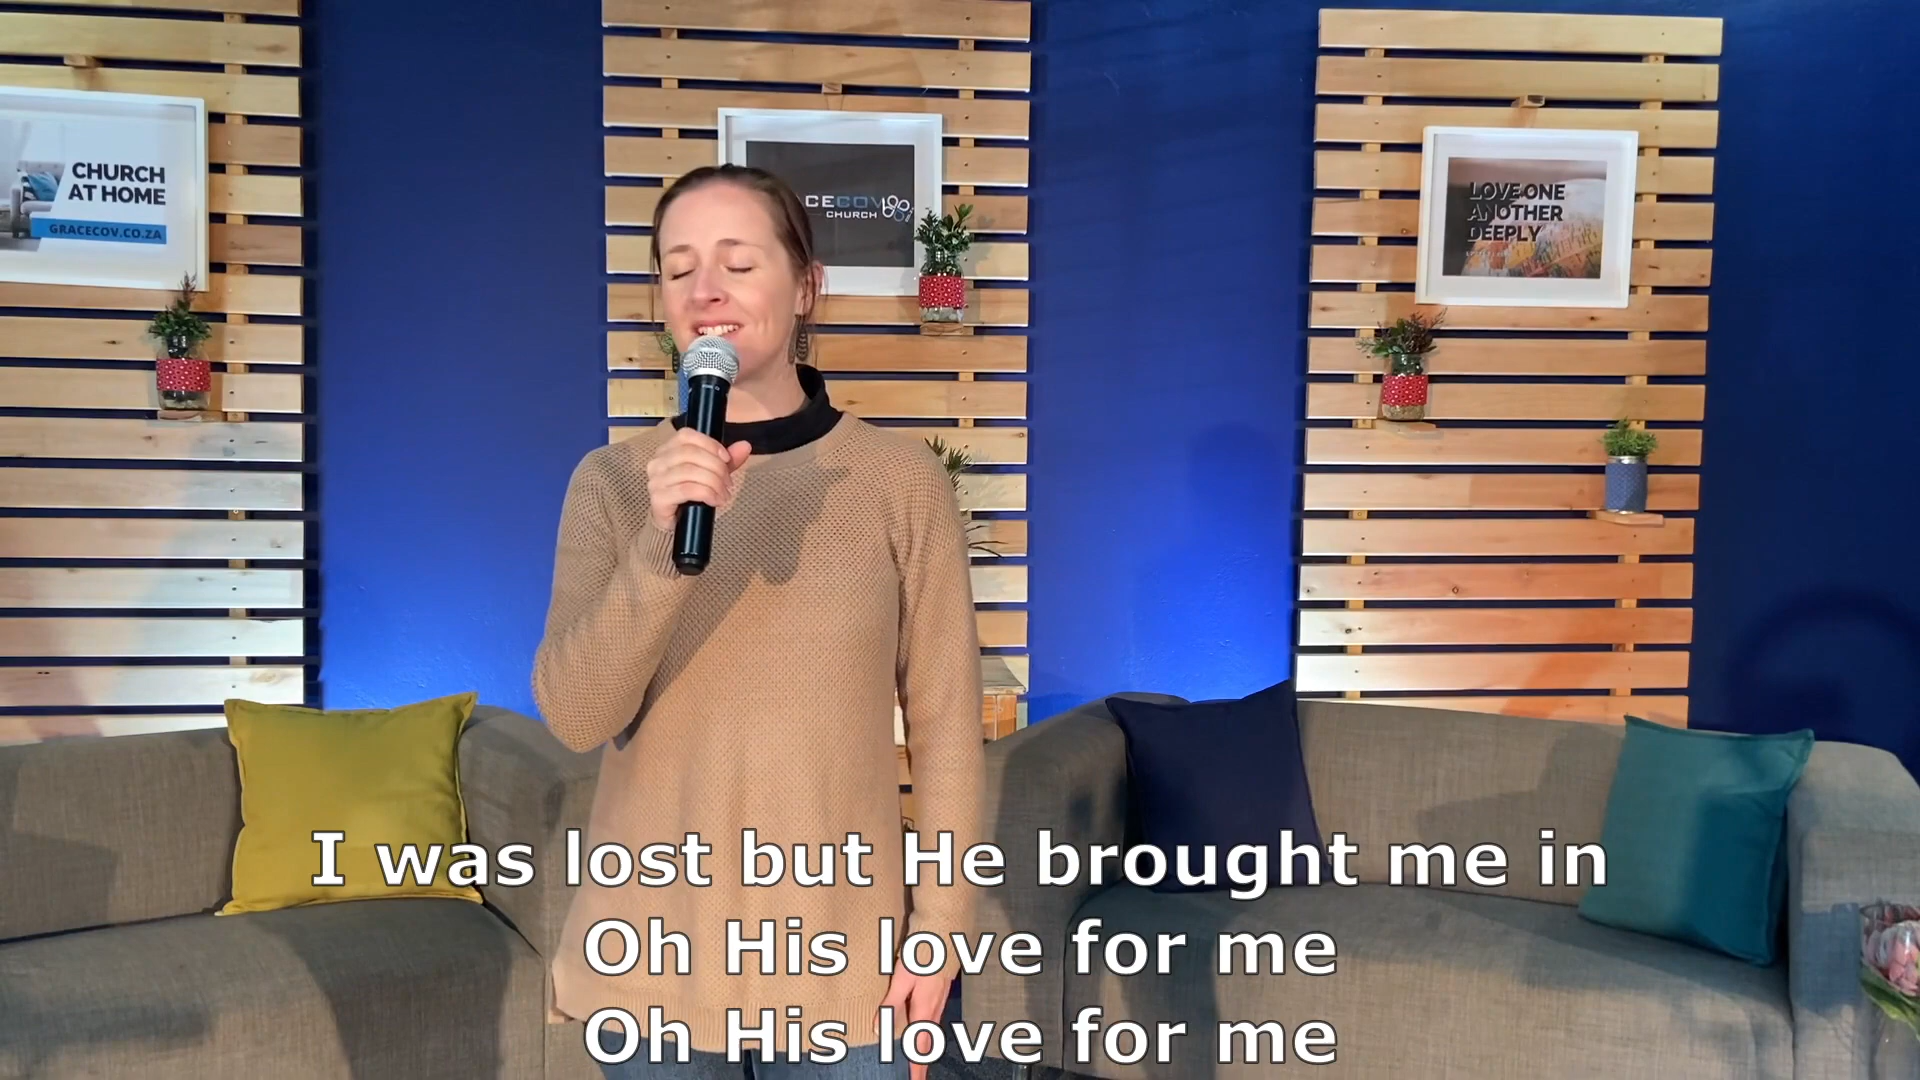 CHURCH
AT HOME
GRACECOV.CO.ZA
CECOV
CHURCH
LOVE ONE
ANOTHER
DEEPLY
I was lost but He brought me in
Oh His love for me
Oh His love for me